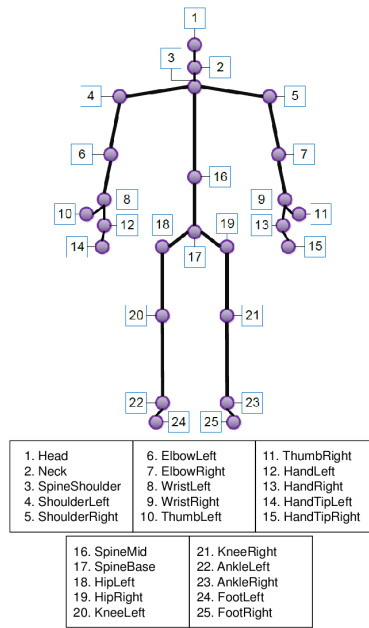 1
3
2
4
5
6
7
8
9
10
12
13
11
14
15
16
18
19
17
20
21
22
23
24
25
1. Head
2. Neck
3. SpineShoulder
4. ShoulderLeft
5. ShoulderRight
6. ElbowLeft
7. ElbowRight
8. WristLeft
9. WristRight
10. ThumbLeft
11. ThumbRight
12. HandLeft
13. HandRight
14. HandTipLeft
15. HandTipRight
16. SpineMid
17. SpineBase
18. HipLeft
19. HipRight
20. KneeLeft
21. KneeRight
22. AnkleLeft
23. AnkleRight
24. FootLeft
25. FootRight